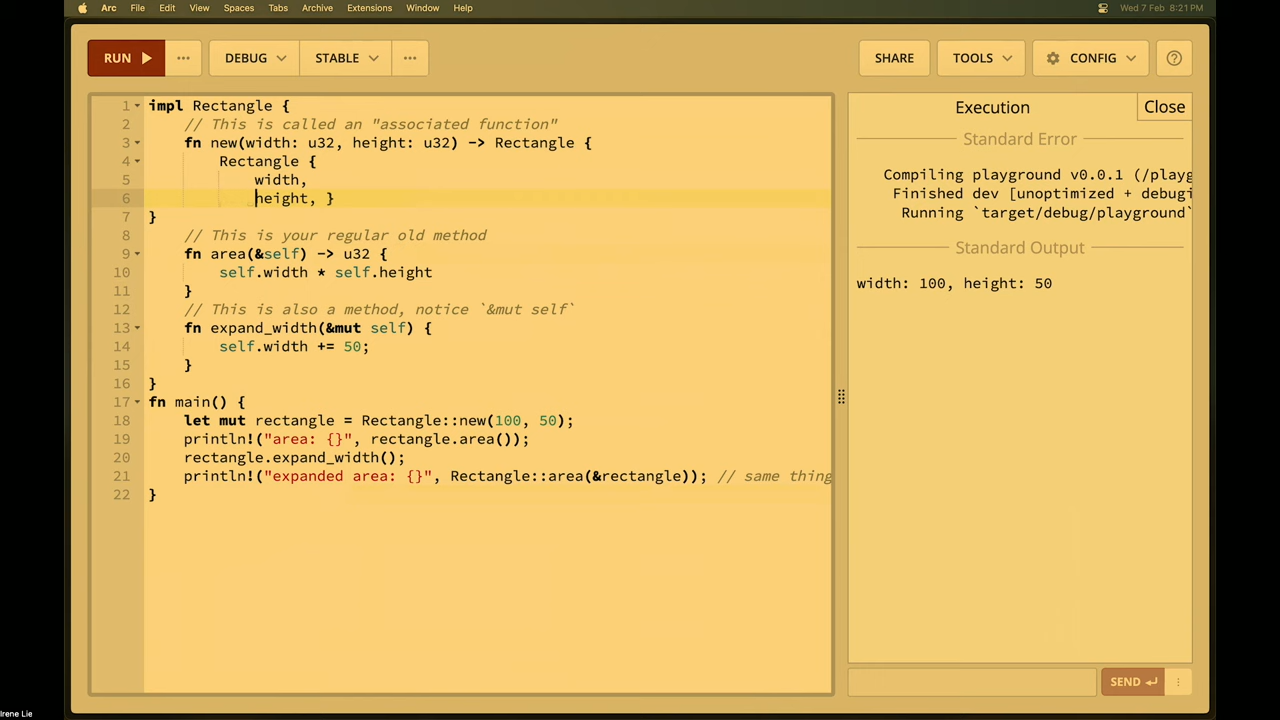 Arc File Edit View Spaces Tabs Archive Extensions Window Help Wed 7 Feb 8:21 PM
RUN ··· DEBUG STABLE ··· SHARE TOOLS CONFIG ?
1 impl Rectangle {
2 // This is called an "associated function"
3 fn new(width: u32, height: u32) -> Rectangle {
4 Rectangle {
5 width,
6 height, }
7 }
8 // This is your regular old method
9 fn area(&self) -> u32 {
10 self.width * self.height
11 }
12 // This is also a method, notice `&mut self`
13 fn expand_width(&mut self) {
14 self.width += 50;
15 }
16 }
17 fn main() {
18 let mut rectangle = Rectangle::new(100, 50);
19 println!("area: {}", rectangle.area());
20 rectangle.expand_width();
21 println!("expanded area: {}", Rectangle::area(&rectangle)); // same thing
22 }
Execution Close
Standard Error
Compiling playground v0.0.1 (/playg
Finished dev [unoptimized + debugi
Running `target/debug/playground`
Standard Output
width: 100, height: 50
SEND
Irene Lie